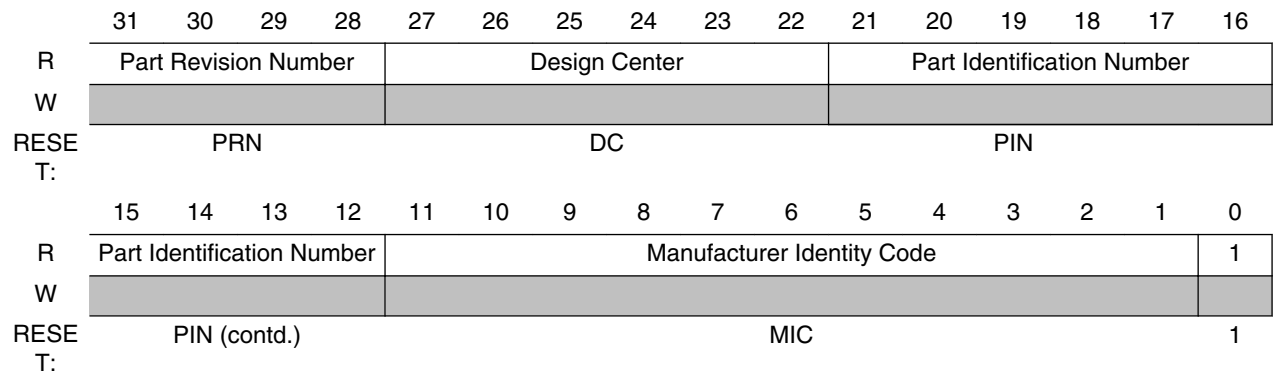 31 30 29 28 27 26 25 24 23 22 21 20 19 18 17 16
R Part Revision Number Design Center Part Identification Number
W
RESE PRN DC PIN
T:
15 14 13 12 11 10 9 8 7 6 5 4 3 2 1 0
R Part Identification Number Manufacturer Identity Code 1
W
RESE PIN (contd.) MIC 1
T: